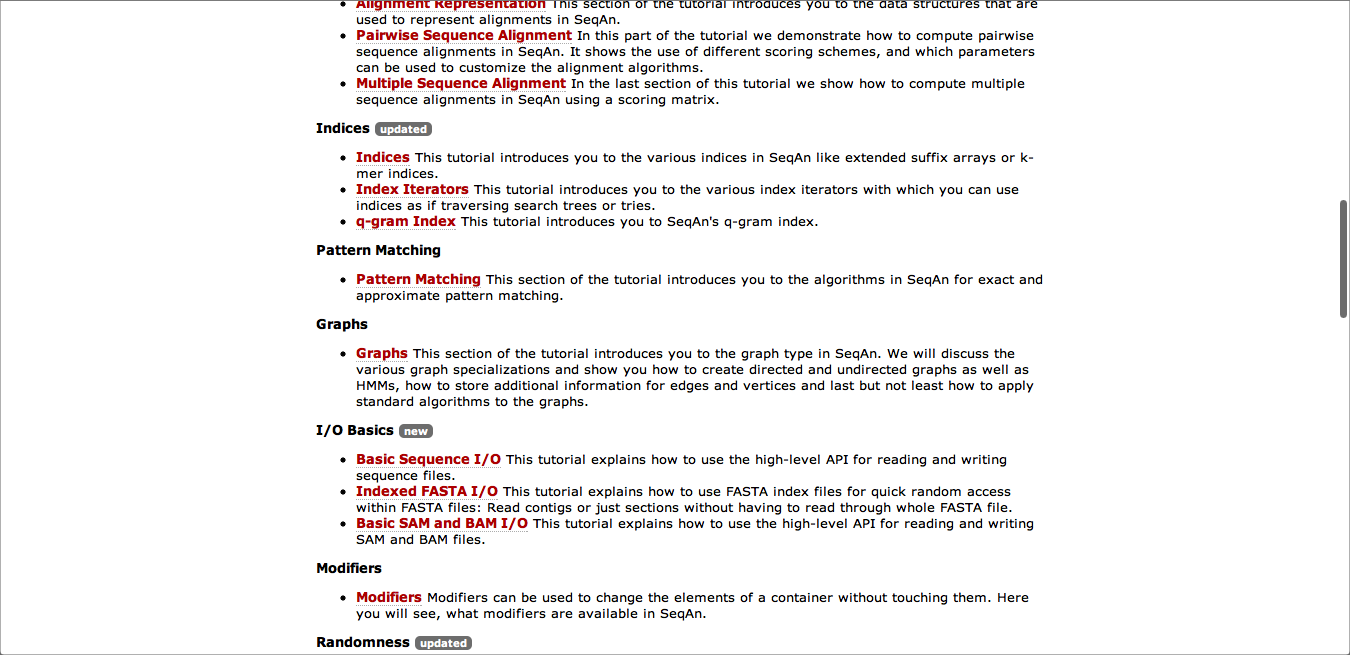 Alignment Representation This section of the tutorial introduces you to the data structures that are
used to represent alignments in SeqAn.
Pairwise Sequence Alignment In this part of the tutorial we demonstrate how to compute pairwise
sequence alignments in SeqAn. It shows the use of different scoring schemes, and which parameters
can be used to customize the alignment algorithms.
Multiple Sequence Alignment In the last section of this tutorial we show how to compute multiple
sequence alignments in SeqAn using a scoring matrix.
Indices updated
Indices This tutorial introduces you to the various indices in SeqAn like extended suffix arrays or k-
mer indices.
Index Iterators This tutorial introduces you to the various index iterators with which you can use
indices as if traversing search trees or tries.
q-gram Index This tutorial introduces you to SeqAn's q-gram index.
Pattern Matching
Pattern Matching This section of the tutorial introduces you to the algorithms in SeqAn for exact and
approximate pattern matching.
Graphs
Graphs This section of the tutorial introduces you to the graph type in SeqAn. We will discuss the
various graph specializations and show you how to create directed and undirected graphs as well as
HMMs, how to store additional information for edges and vertices and last but not least how to apply
standard algorithms to the graphs.
I/O Basics new
Basic Sequence I/O This tutorial explains how to use the high-level API for reading and writing
sequence files.
Indexed FASTA I/O This tutorial explains how to use FASTA index files for quick random access
within FASTA files: Read contigs or just sections without having to read through whole FASTA file.
Basic SAM and BAM I/O This tutorial explains how to use the high-level API for reading and writing
SAM and BAM files.
Modifiers
Modifiers Modifiers can be used to change the elements of a container without touching them. Here
you will see, what modifiers are available in SeqAn.
Randomness updated